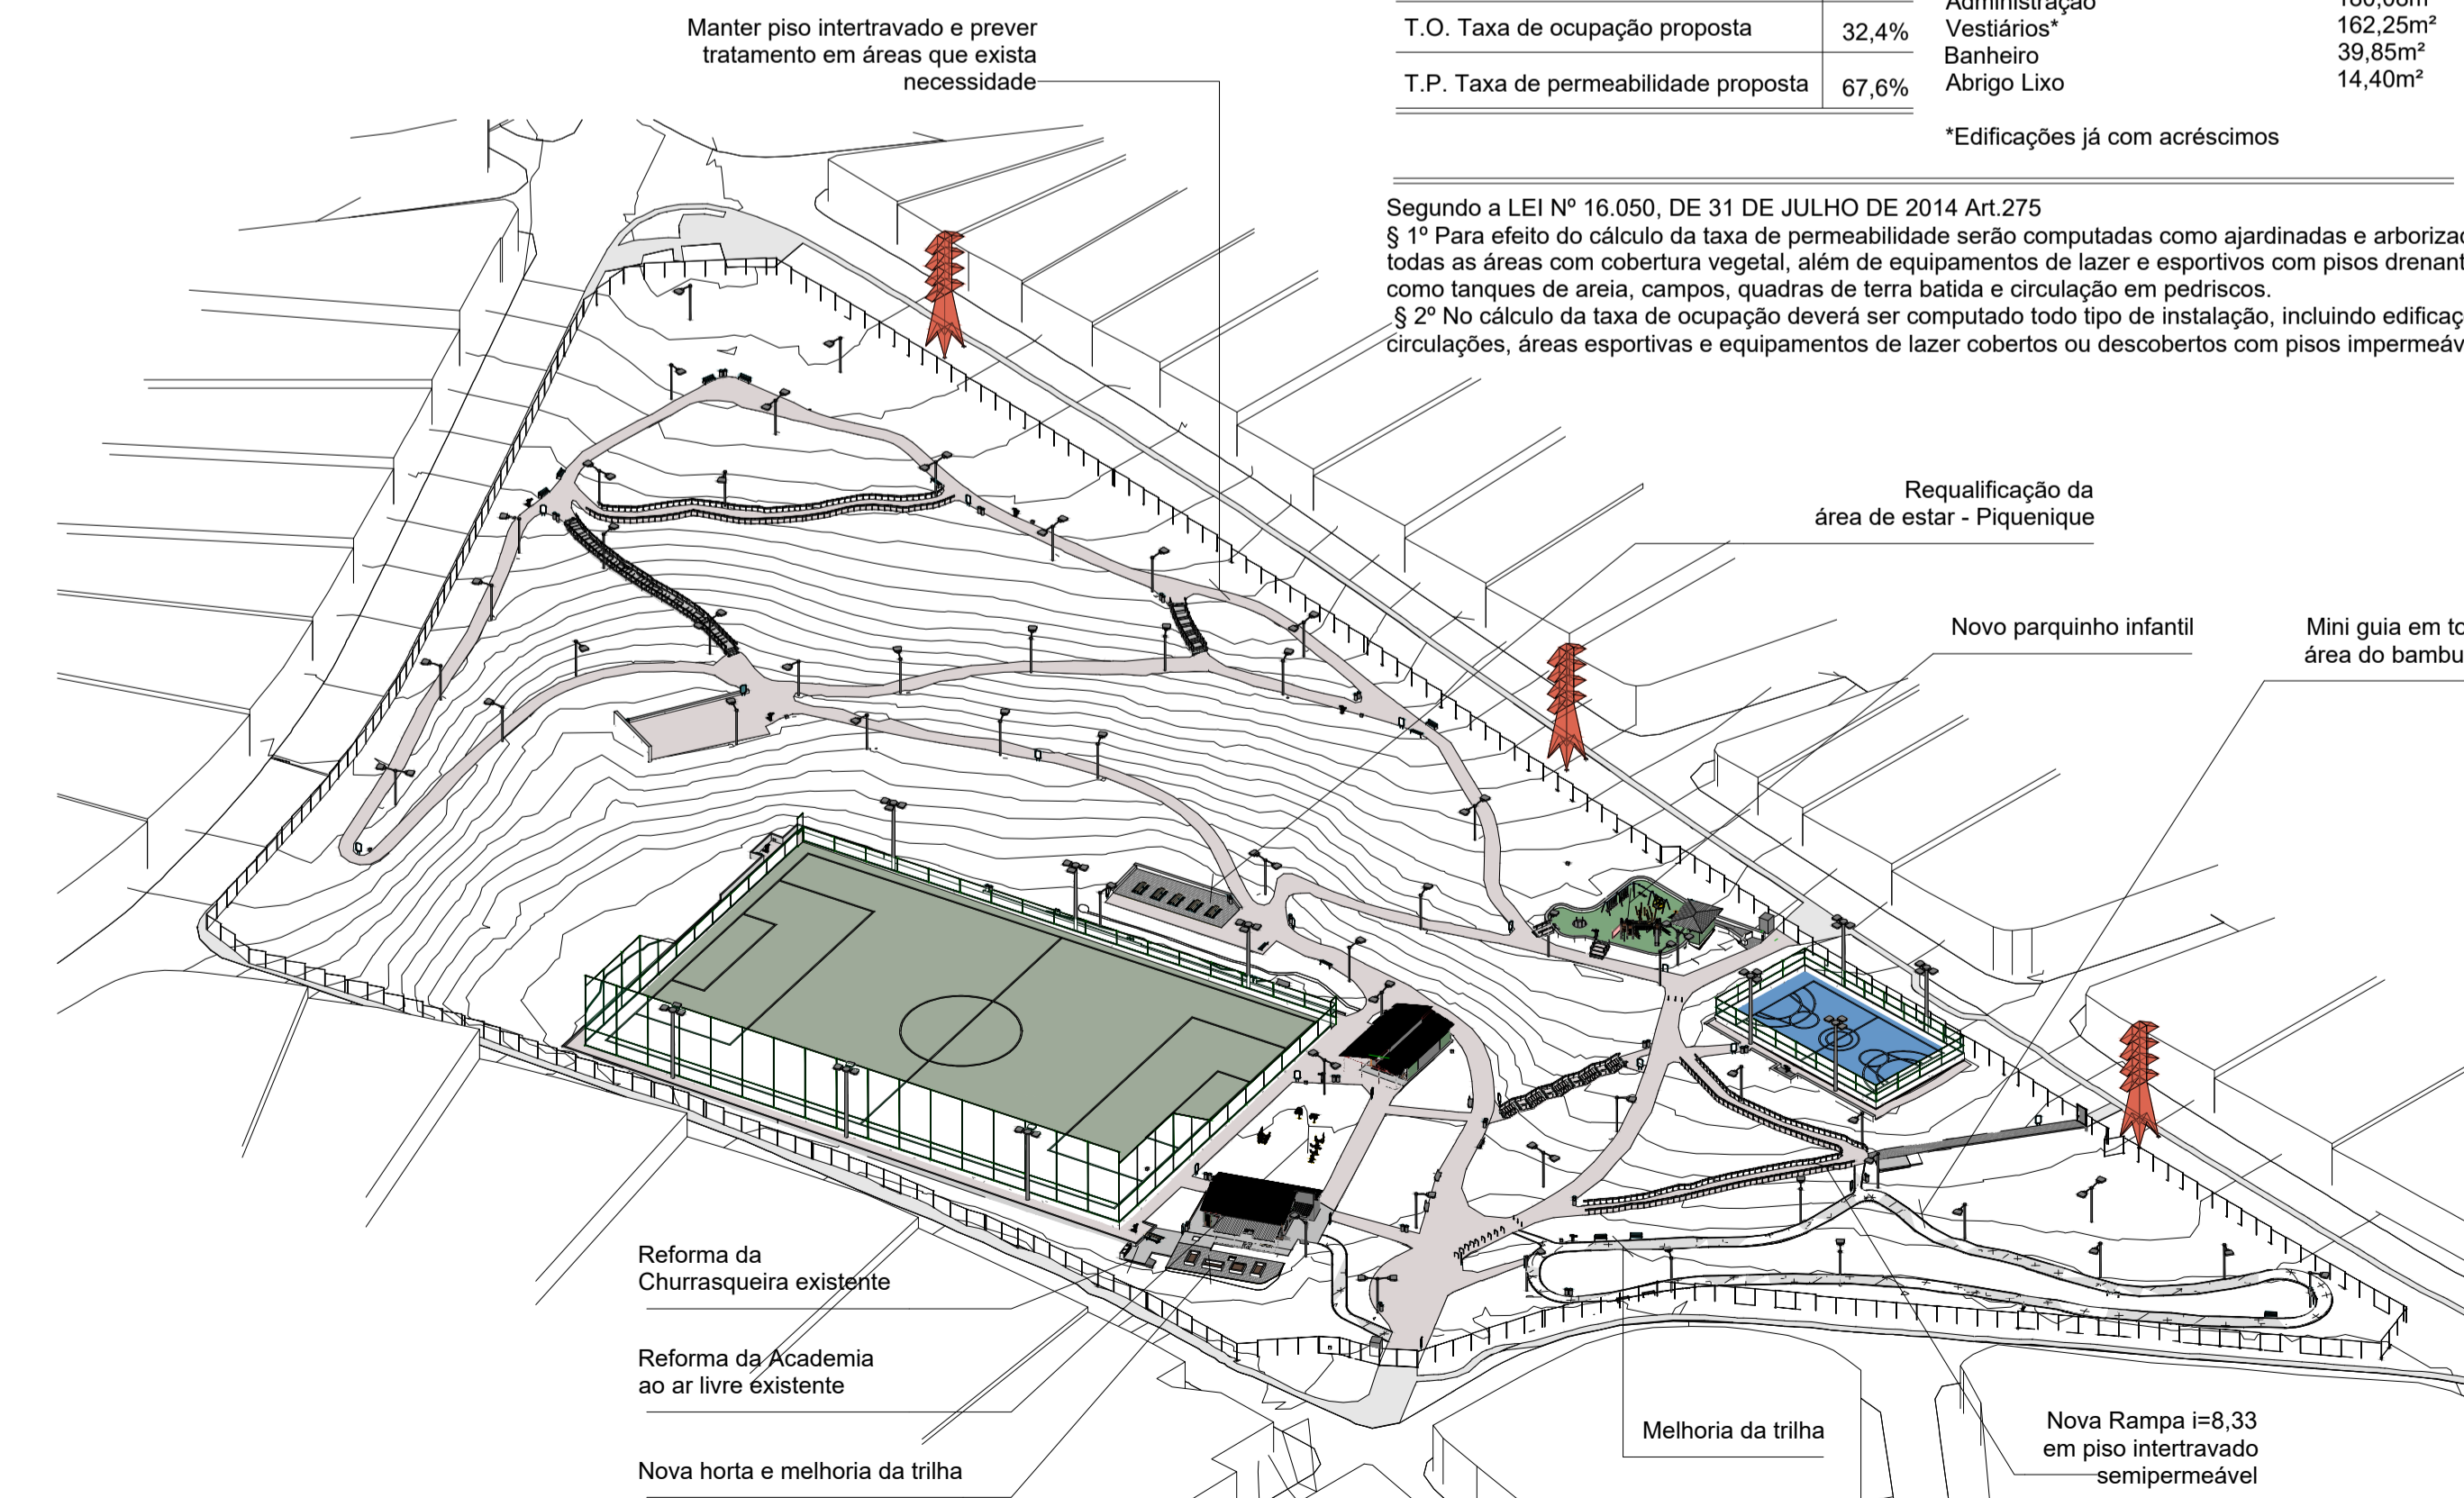 Manter piso intertravado e prever
tratamento em áreas que exista
necessidade
T.O. Taxa de ocupação proposta 32,4%
T.P. Taxa de permeabilidade proposta 67,6%
Administração 180,08m²
Vestiários* 162,25m²
Banheiro 39,85m²
Abrigo Lixo 14,40m²
*Edificações já com acréscimos
Segundo a LEI Nº 16.050, DE 31 DE JULHO DE 2014 Art.275
§ 1º Para efeito do cálculo da taxa de permeabilidade serão computadas como ajardinadas e arborizad
todas as áreas com cobertura vegetal, além de equipamentos de lazer e esportivos com pisos drenant
como tanques de areia, campos, quadras de terra batida e circulação em pedriscos.
§ 2º No cálculo da taxa de ocupação deverá ser computado todo tipo de instalação, incluindo edificaç
circulações, áreas esportivas e equipamentos de lazer cobertos ou descobertos com pisos impermeáv
Requalificação da
área de estar - Piquenique
Novo parquinho infantil
Mini guia em to
área do bambu
Reforma da
Churrasqueira existente
Reforma da Academia
ao ar livre existente
Nova horta e melhoria da trilha
Melhoria da trilha
Nova Rampa i=8,33
em piso intertravado
semipermeável